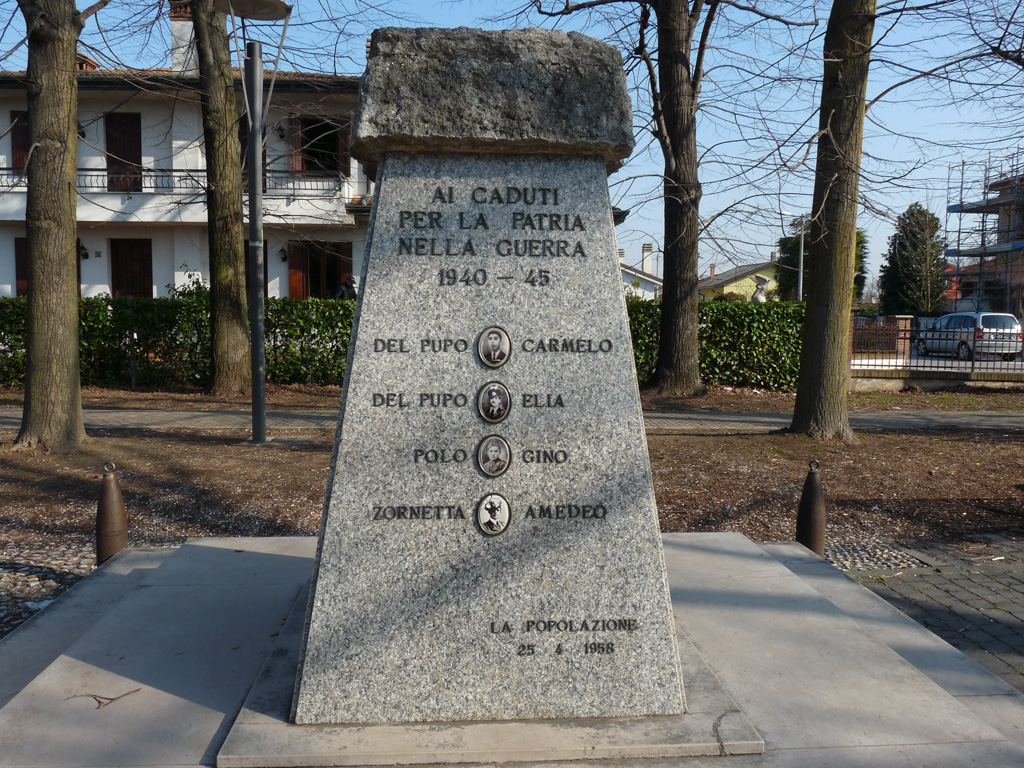 AI CADUTI
PER LA PATRIA
NELLA GUERRA
1940 - 45
DEL PUPO CARMELO
DEL PUPO ELIA
POLO GINO
ZORNETTA AMEDEO
LA POPOLAZIONE
25 4 1958